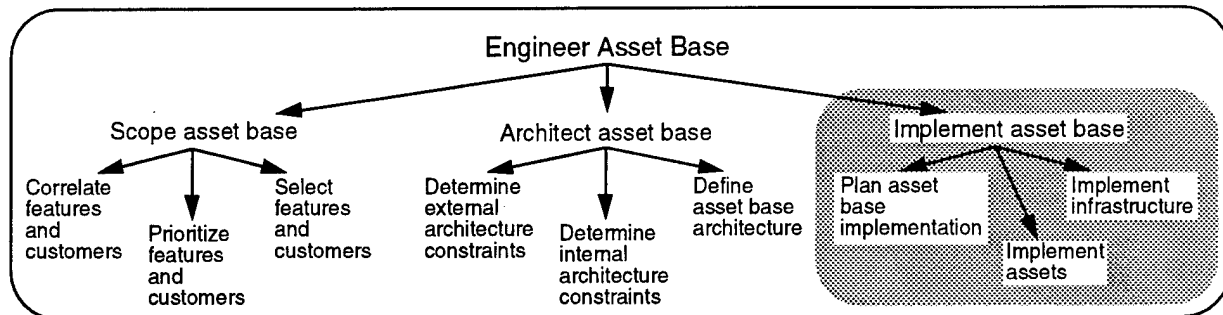 Engineer Asset Base
Scope asset base
Architect asset base
Implement asset base
Correlate
features
and
customers
Prioritize
features
and
customers
Select
features
and
customers
Determine
external
architecture
constraints
Determine
internal
architecture
constraints
Define
asset base
architecture
Plan asset
base
implementation
Implement
assets
Implement
infrastructure